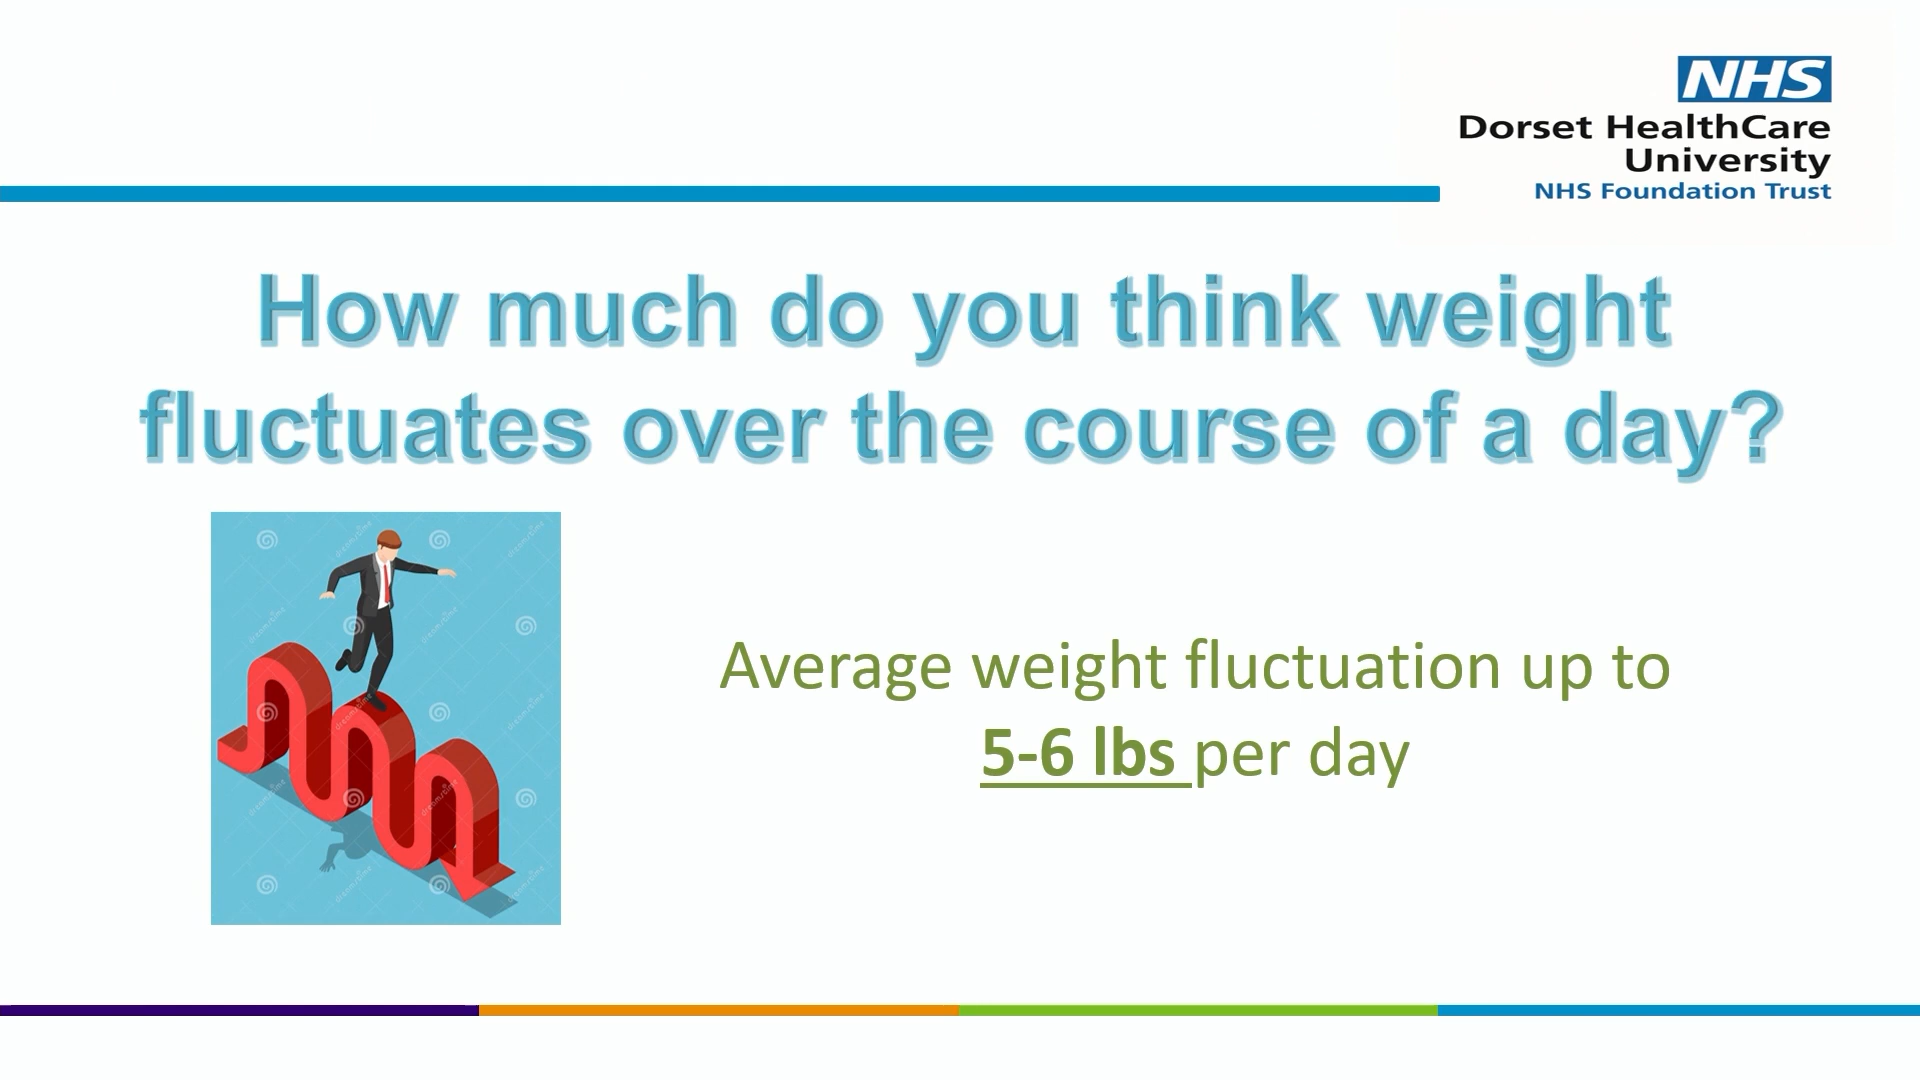 NHS
Dorset HealthCare
University
NHS Foundation Trust
How much do you think weight
fluctuates over the course of a day?
Average weight fluctuation up to
5-6 lbs per day